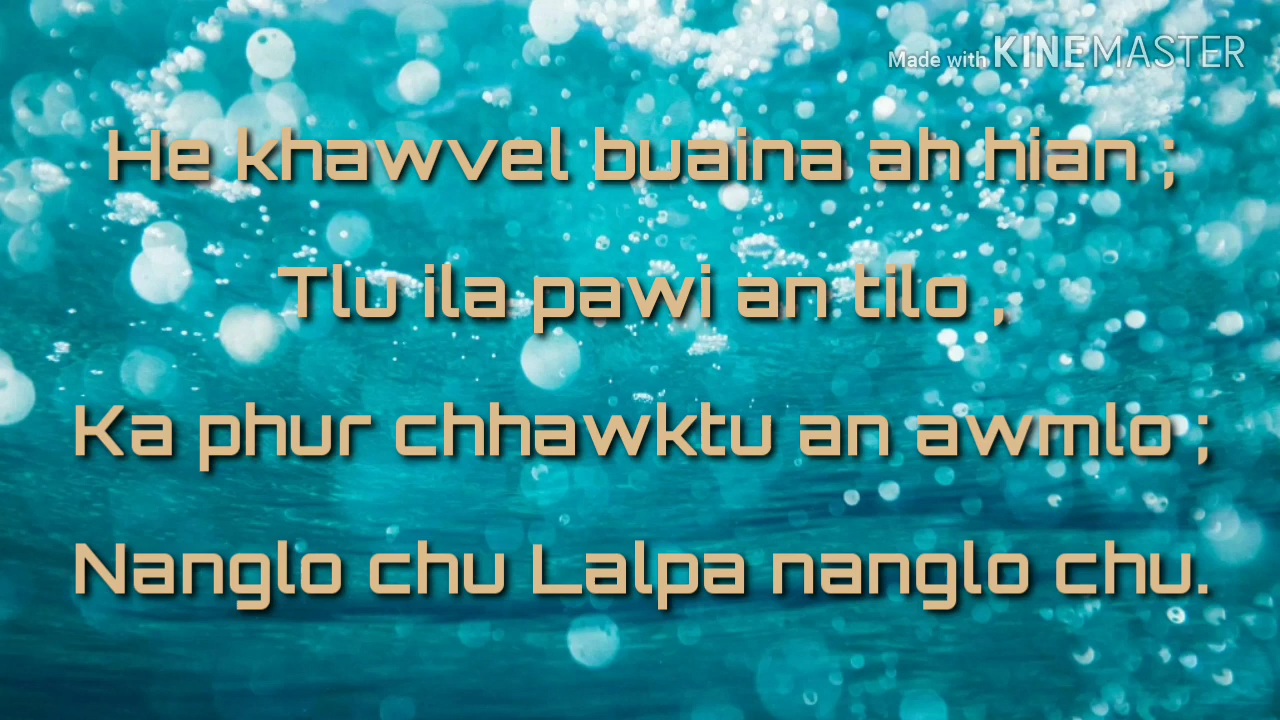 Made with KINEMASTER
He khawvel buaina ah hian ;
Tlu ila pawi an tilo ,
Ka phur chhawktu an awmlo ;
Nanglo chu Lalpa nanglo chu.